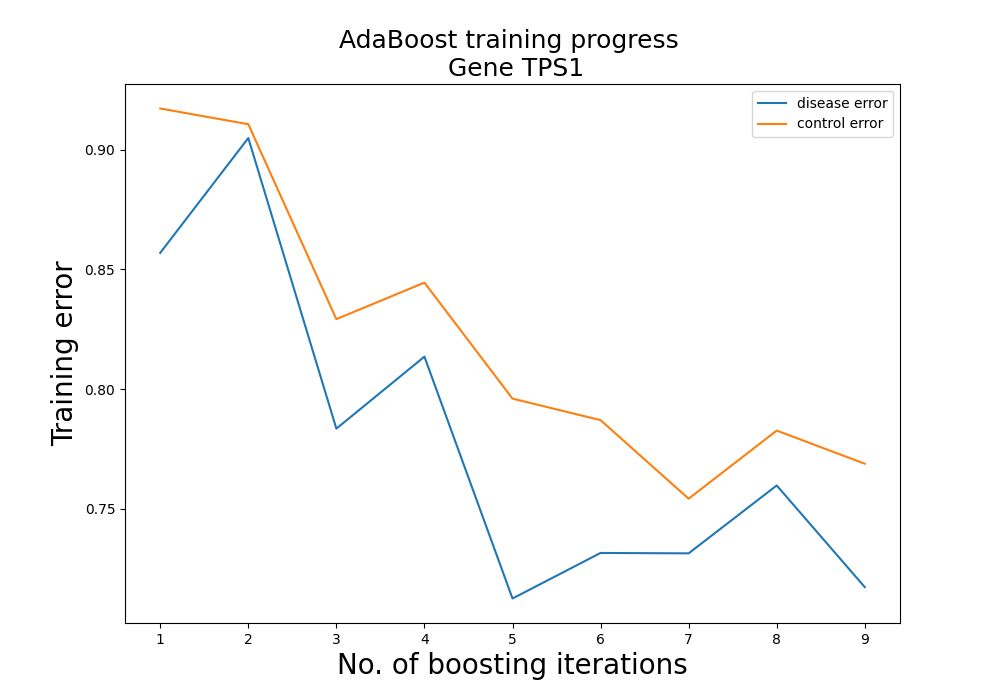 AdaBoost training progress
Gene TPS1
disease error
control error
0.90
0.85
0.80
0.75
Training error
1 2 3 4 5 6 7 8 9
No. of boosting iterations